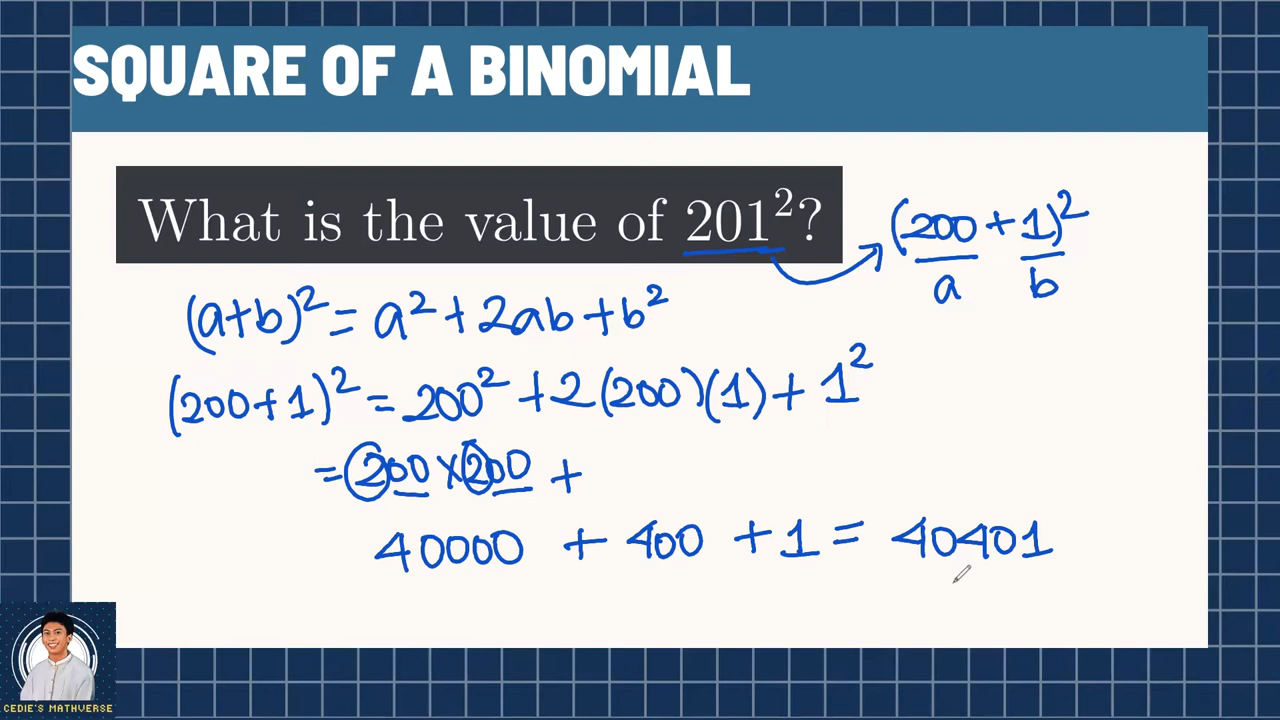 SQUARE OF A BINOMIAL
What is the value of 201²?
(200 + 1)²
a b
(a+b)² = a² + 2ab + b²
(200+1)² = 200² + 2(200)(1) + 1²
= 200 × 200 +
40000 + 400 + 1 = 40401
CEDIE'S MATHVERSE